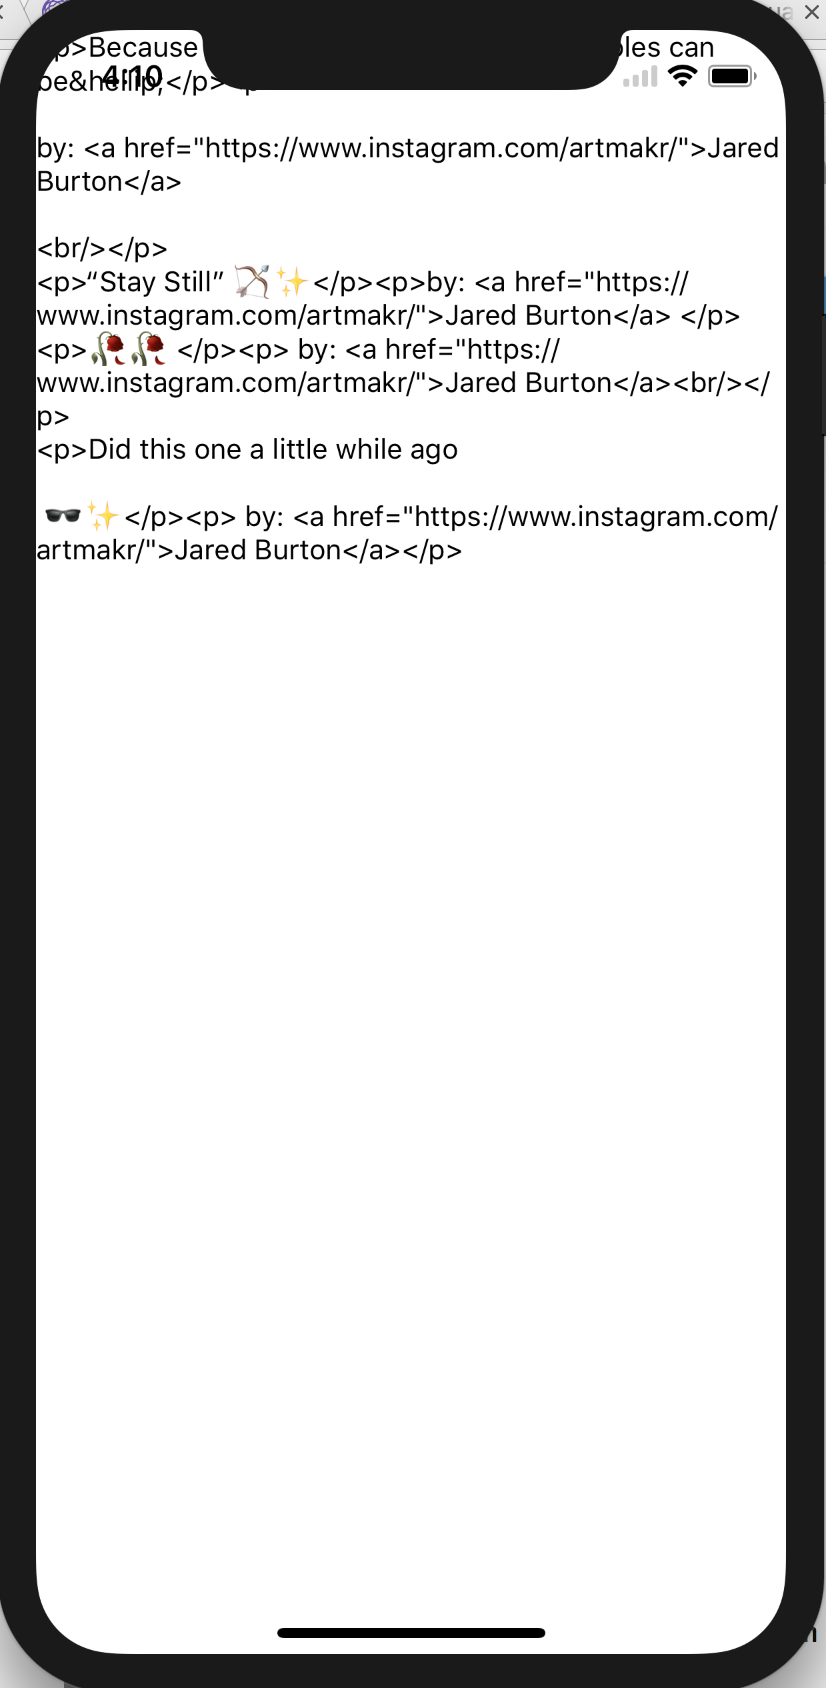 p>Because les can
4:10
be&hellip;</p>
by: <a href="https://www.instagram.com/artmakr/">Jared
Burton</a>
<br/></p>
<p>“Stay Still” 🏹✨</p><p>by: <a href="https://
www.instagram.com/artmakr/">Jared Burton</a> </p>
<p>🥀🥀 </p><p> by: <a href="https://
www.instagram.com/artmakr/">Jared Burton</a><br/></
p>
<p>Did this one a little while ago
🕶✨</p><p> by: <a href="https://www.instagram.com/
artmakr/">Jared Burton</a></p>